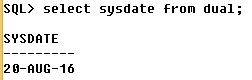 SQL> select sysdate from dual;
SYSDATE
---------
20-AUG-16